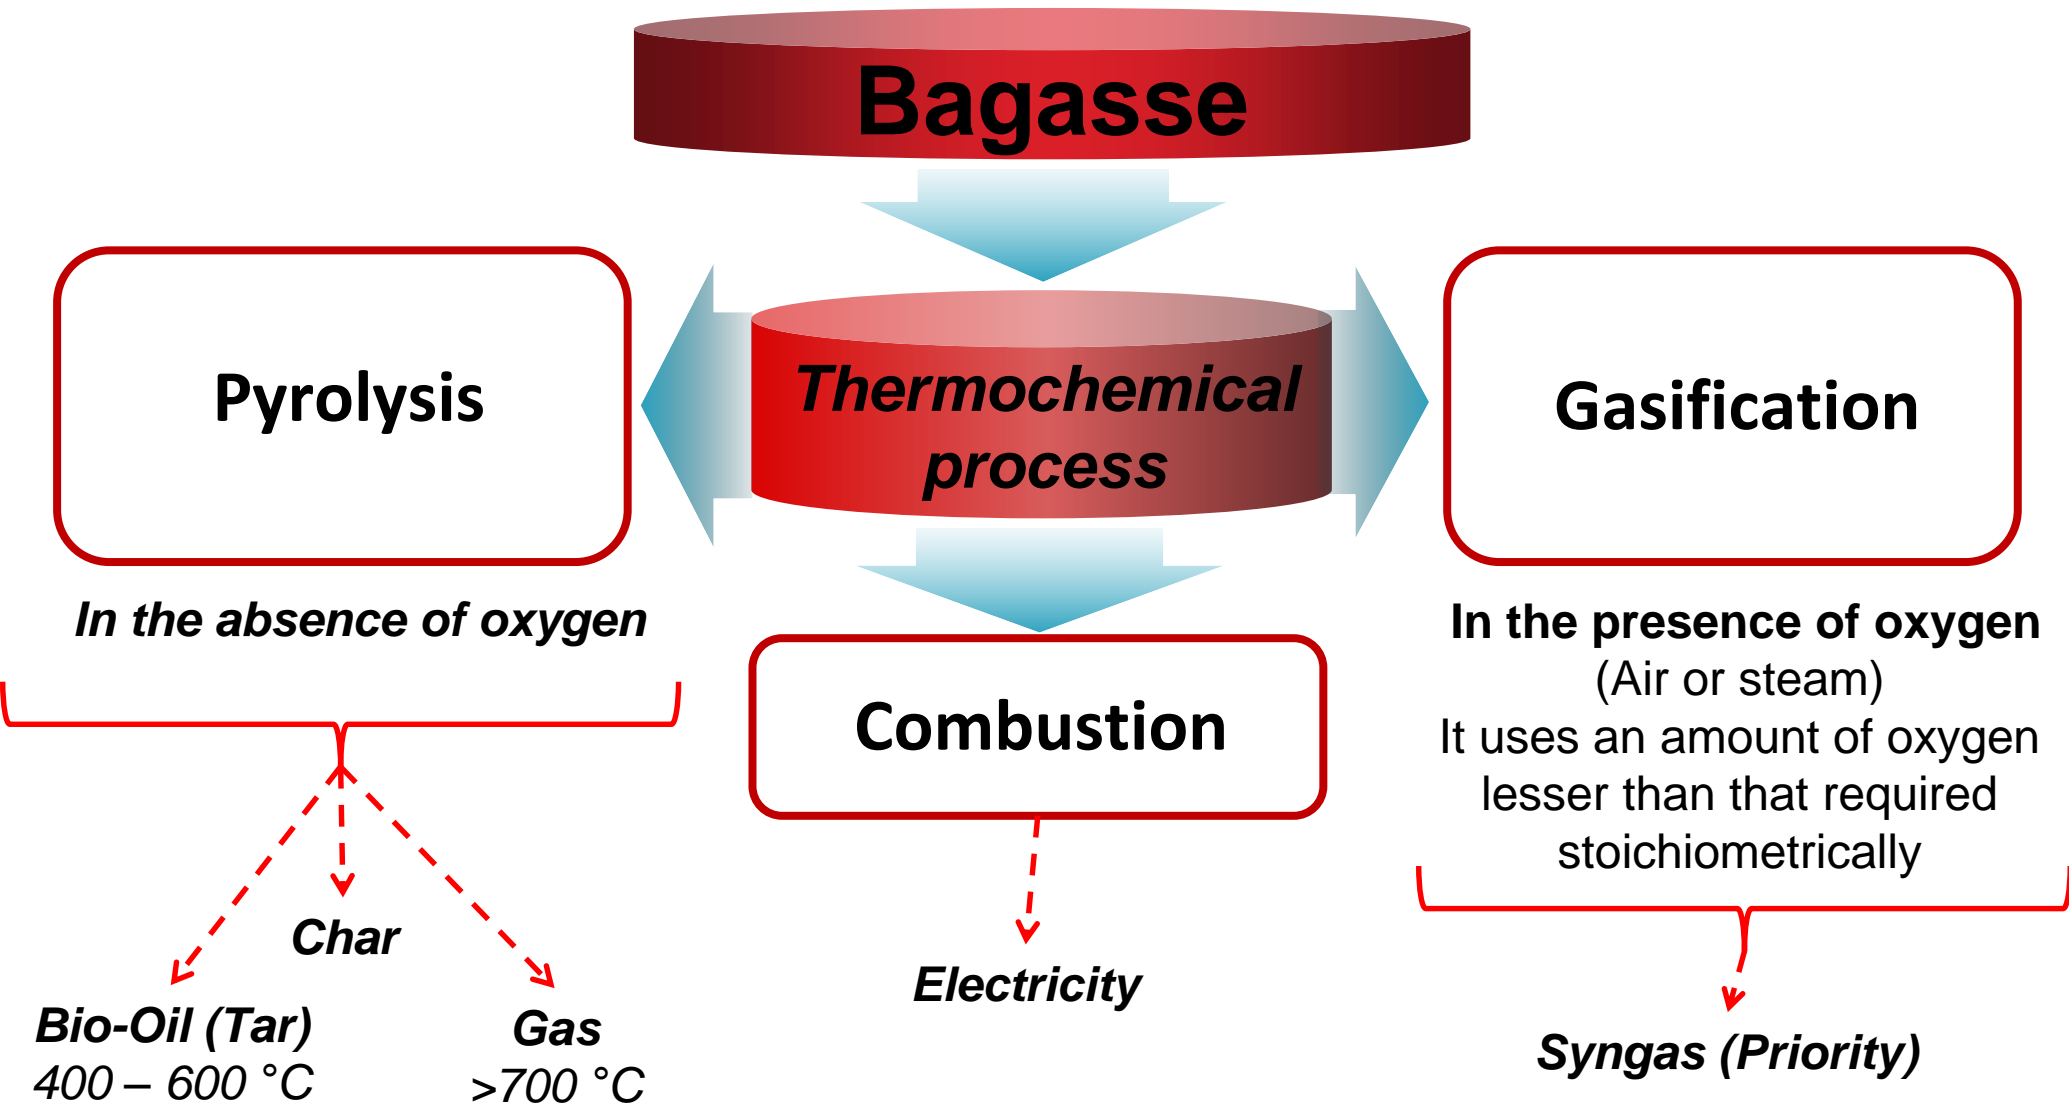 Bagasse
Thermochemical
process
Pyrolysis
In the absence of oxygen
Char
Bio-Oil (Tar)
400 – 600 °C
Gas
>700 °C
Combustion
Electricity
Gasification
In the presence of oxygen
(Air or steam)
It uses an amount of oxygen
lesser than that required
stoichiometrically
Syngas (Priority)